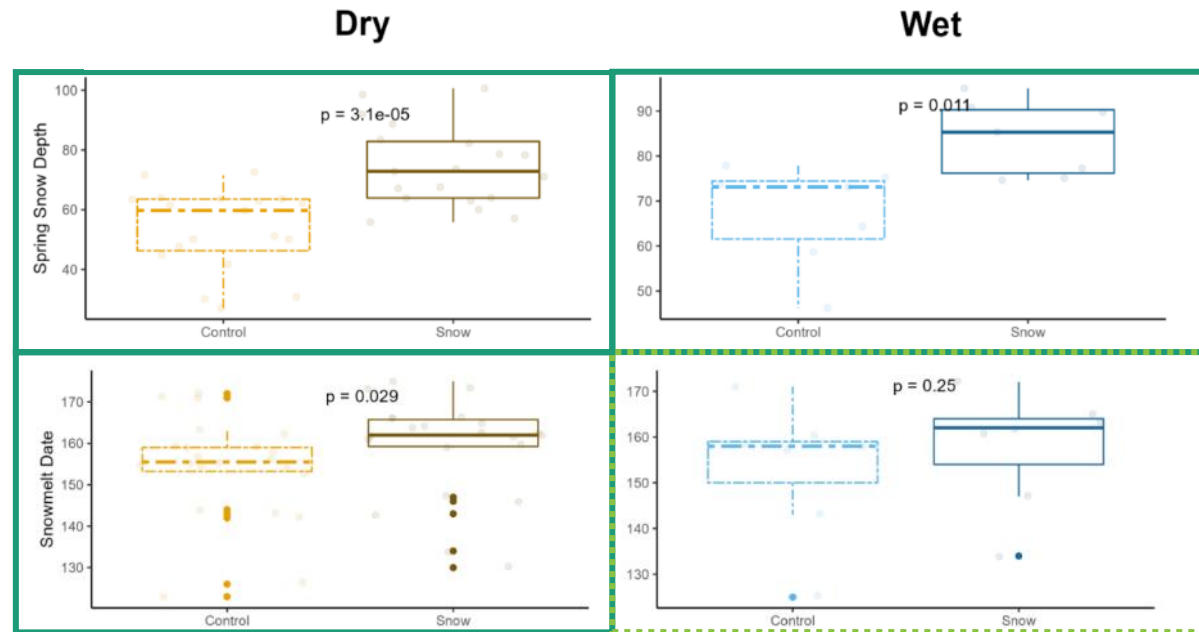 Dry
Wet
Spring Snow Depth
100
80
60
40
p = 3.1e-05
Control
Snow
90
80
70
60
50
p = 0.011
Control
Snow
Snowmelt Date
170
160
150
140
130
p = 0.029
Control
Snow
170
160
150
140
130
p = 0.25
Control
Snow